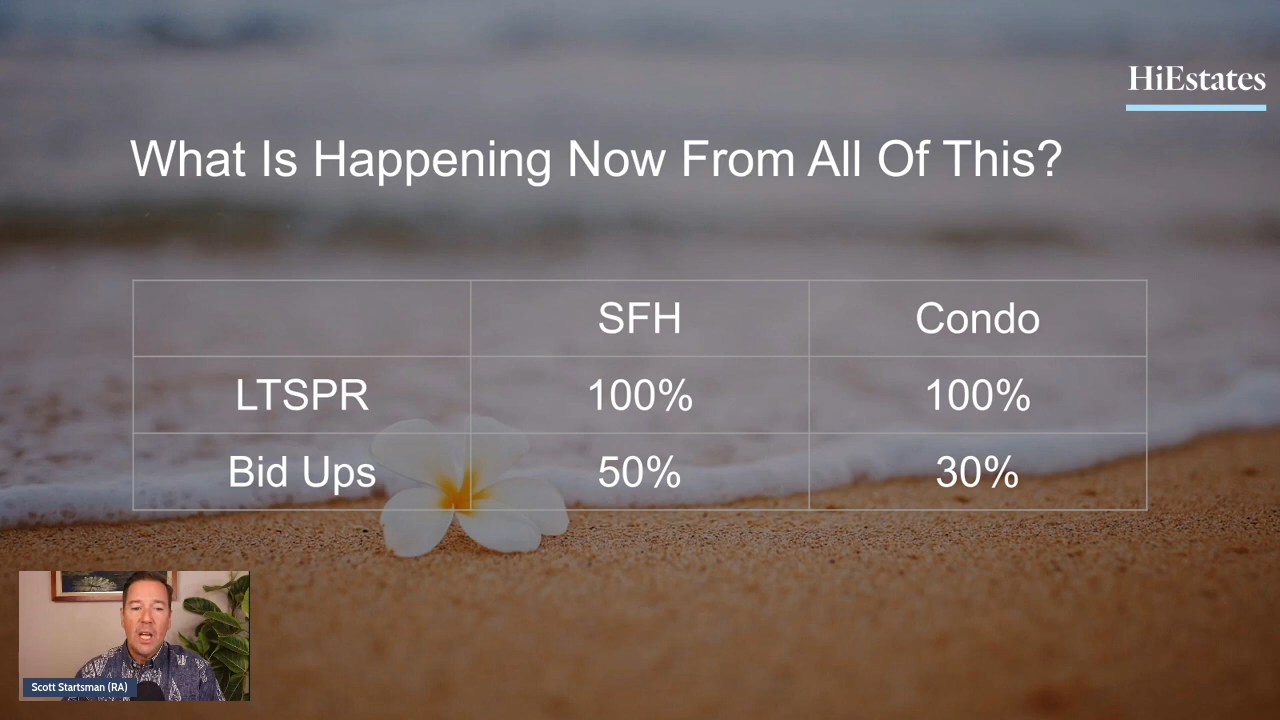 HiEstates
What Is Happening Now From All Of This?
SFH Condo
LTSPR 100% 100%
Bid Ups 50% 30%
Scott Startsman (RA)